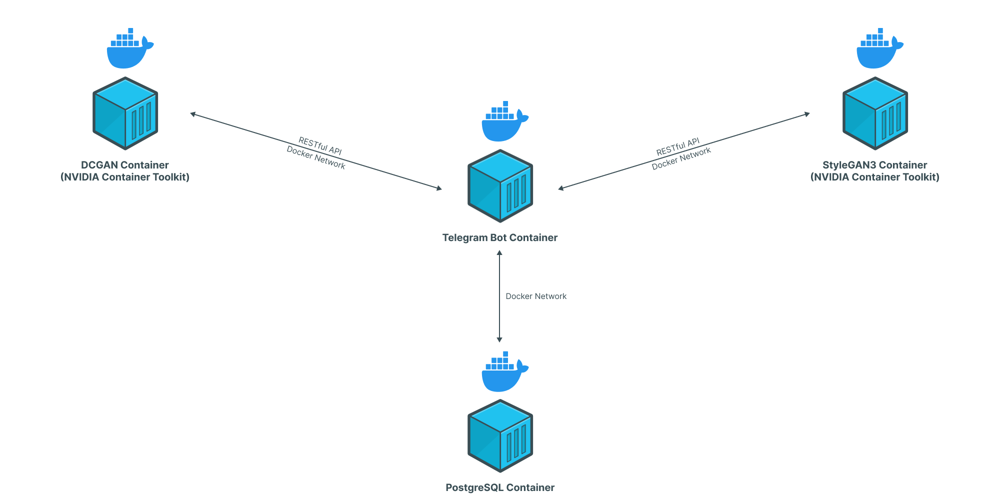 DCGAN Container
(NVIDIA Container Toolkit)
RESTful API
Docker Network
Telegram Bot Container
RESTful API
Docker Network
StyleGAN3 Container
(NVIDIA Container Toolkit)
Docker Network
PostgreSQL Container